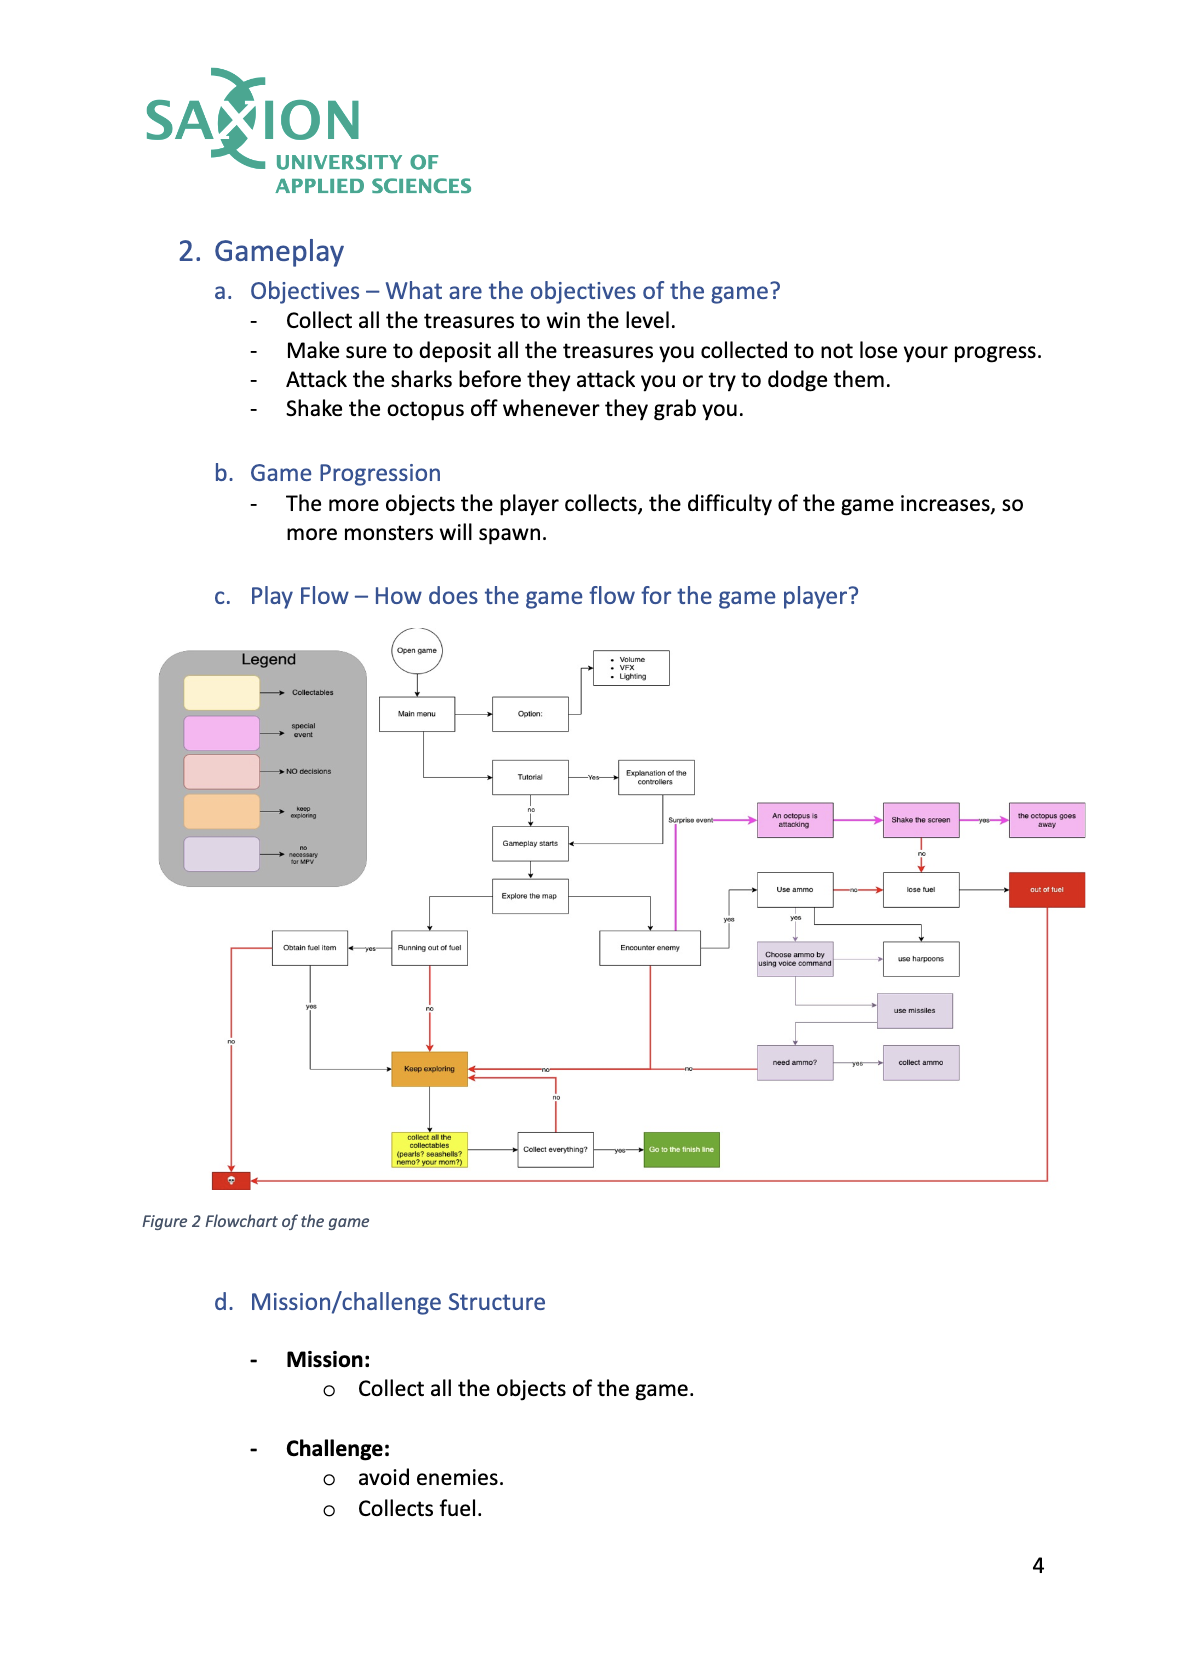 SAXION
UNIVERSITY OF
APPLIED SCIENCES
2. Gameplay
a. Objectives – What are the objectives of the game?
- Collect all the treasures to win the level.
- Make sure to deposit all the treasures you collected to not lose your progress.
- Attack the sharks before they attack you or try to dodge them.
- Shake the octopus off whenever they grab you.
b. Game Progression
- The more objects the player collects, the difficulty of the game increases, so
more monsters will spawn.
c. Play Flow – How does the game flow for the game player?
Legend
Collectables
special
event
NO decisions
keep
exploring
no
necessary
for MPV
Open game
• Volume
• VFX
• Lighting
Main menu
Option:
Tutorial
Yes
Explanation of the
controllers
no
Surprise event
An octopus is
attacking
Shake the screen
yes
the octopus goes
away
Gameplay starts
no
Explore the map
Use ammo
no
lose fuel
out of fuel
yes
yes
Obtain fuel item
yes
Running out of fuel
Encounter enemy
Choose ammo by
using voice command
use harpoons
yes
no
use missiles
no
Keep exploring
no
no
need ammo?
yes
collect ammo
no
collect all the
collectables
(pearls? seashells?
nemo? your mom?)
Collect everything?
yes
Go to the finish line
Figure 2 Flowchart of the game
d. Mission/challenge Structure
- Mission:
o Collect all the objects of the game.
- Challenge:
o avoid enemies.
o Collects fuel.
4